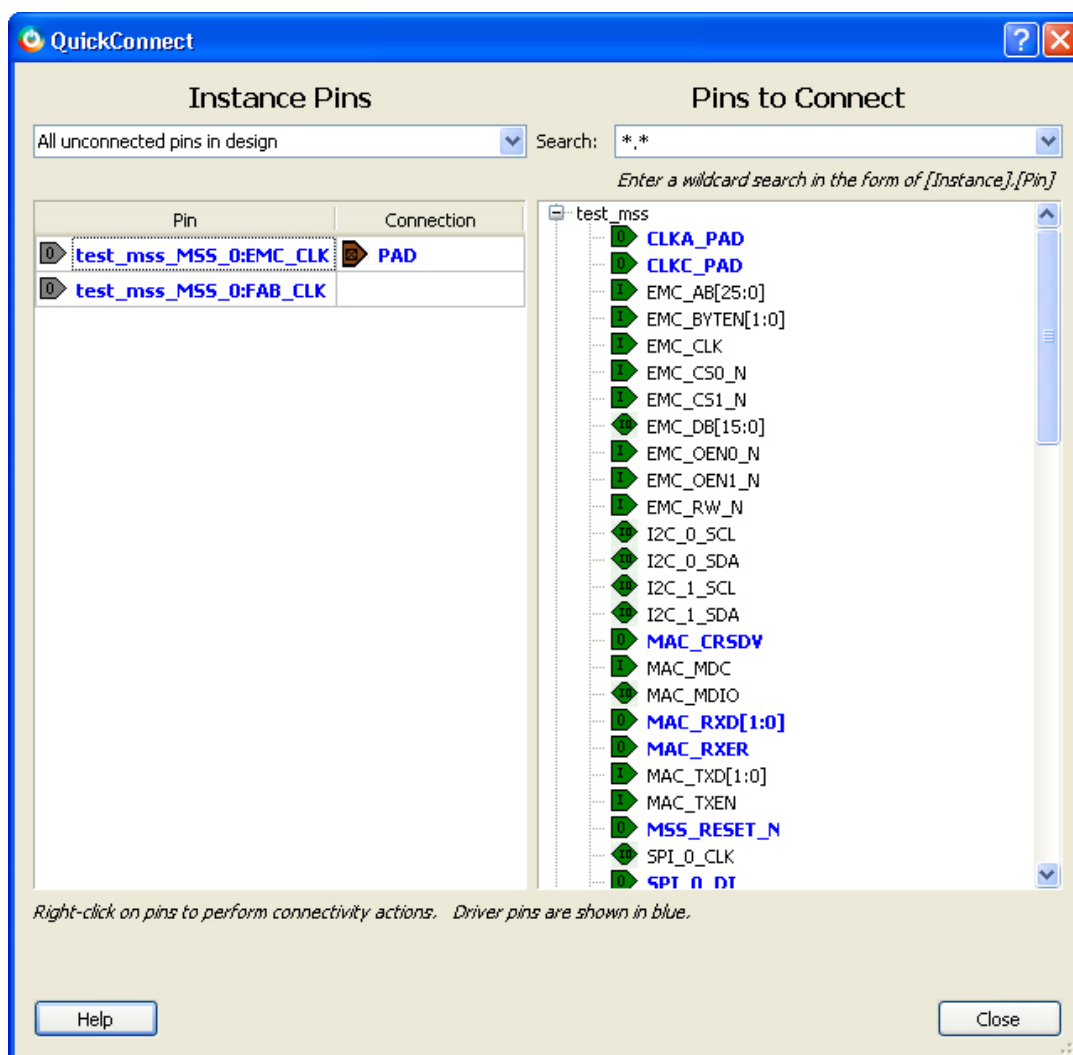 QuickConnect
Instance Pins
Pins to Connect
All unconnected pins in design
Search:
*.*
Enter a wildcard search in the form of [Instance].[Pin]
Pin
Connection
test_mss_MSS_0:EMC_CLK
PAD
test_mss_MSS_0:FAB_CLK
test_mss
CLKA_PAD
CLKC_PAD
EMC_AB[25:0]
EMC_BYTEN[1:0]
EMC_CLK
EMC_CS0_N
EMC_CS1_N
EMC_DB[15:0]
EMC_OEN0_N
EMC_OEN1_N
EMC_RW_N
I2C_0_SCL
I2C_0_SDA
I2C_1_SCL
I2C_1_SDA
MAC_CRSDV
MAC_MDC
MAC_MDIO
MAC_RXD[1:0]
MAC_RXER
MAC_TXD[1:0]
MAC_TXEN
MSS_RESET_N
SPI_0_CLK
SPI_0_DI
Right-click on pins to perform connectivity actions. Driver pins are shown in blue.
Help
Close